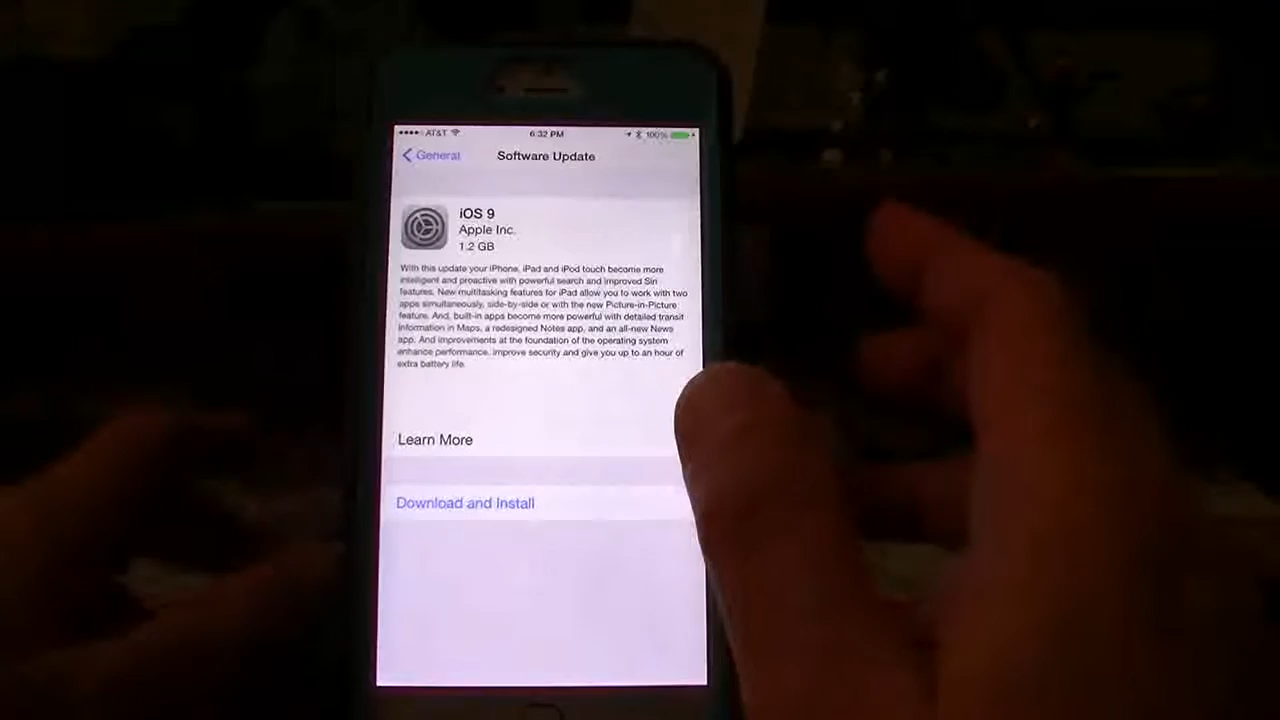 AT&T 6:32 PM 100%
General Software Update
iOS 9
Apple Inc.
1.2 GB
With this update your iPhone, iPad and iPod touch become more
intelligent and proactive with powerful search and improved Siri
features. New multitasking features for iPad allow you to work with two
apps simultaneously, side-by-side or with the new Picture-in-Picture
feature. And, built-in apps become more powerful with detailed transit
information in Maps, a redesigned Notes app, and an all-new News
app. And improvements at the foundation of the operating system
enhance performance, improve security and give you up to an hour of
extra battery life.
Learn More
Download and Install